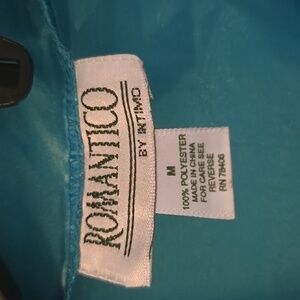 ROMANTICO
BY INTIMO
M
100% POLYESTER
MADE IN CHINA
FOR CARE SEE
REVERSE
RN 78406